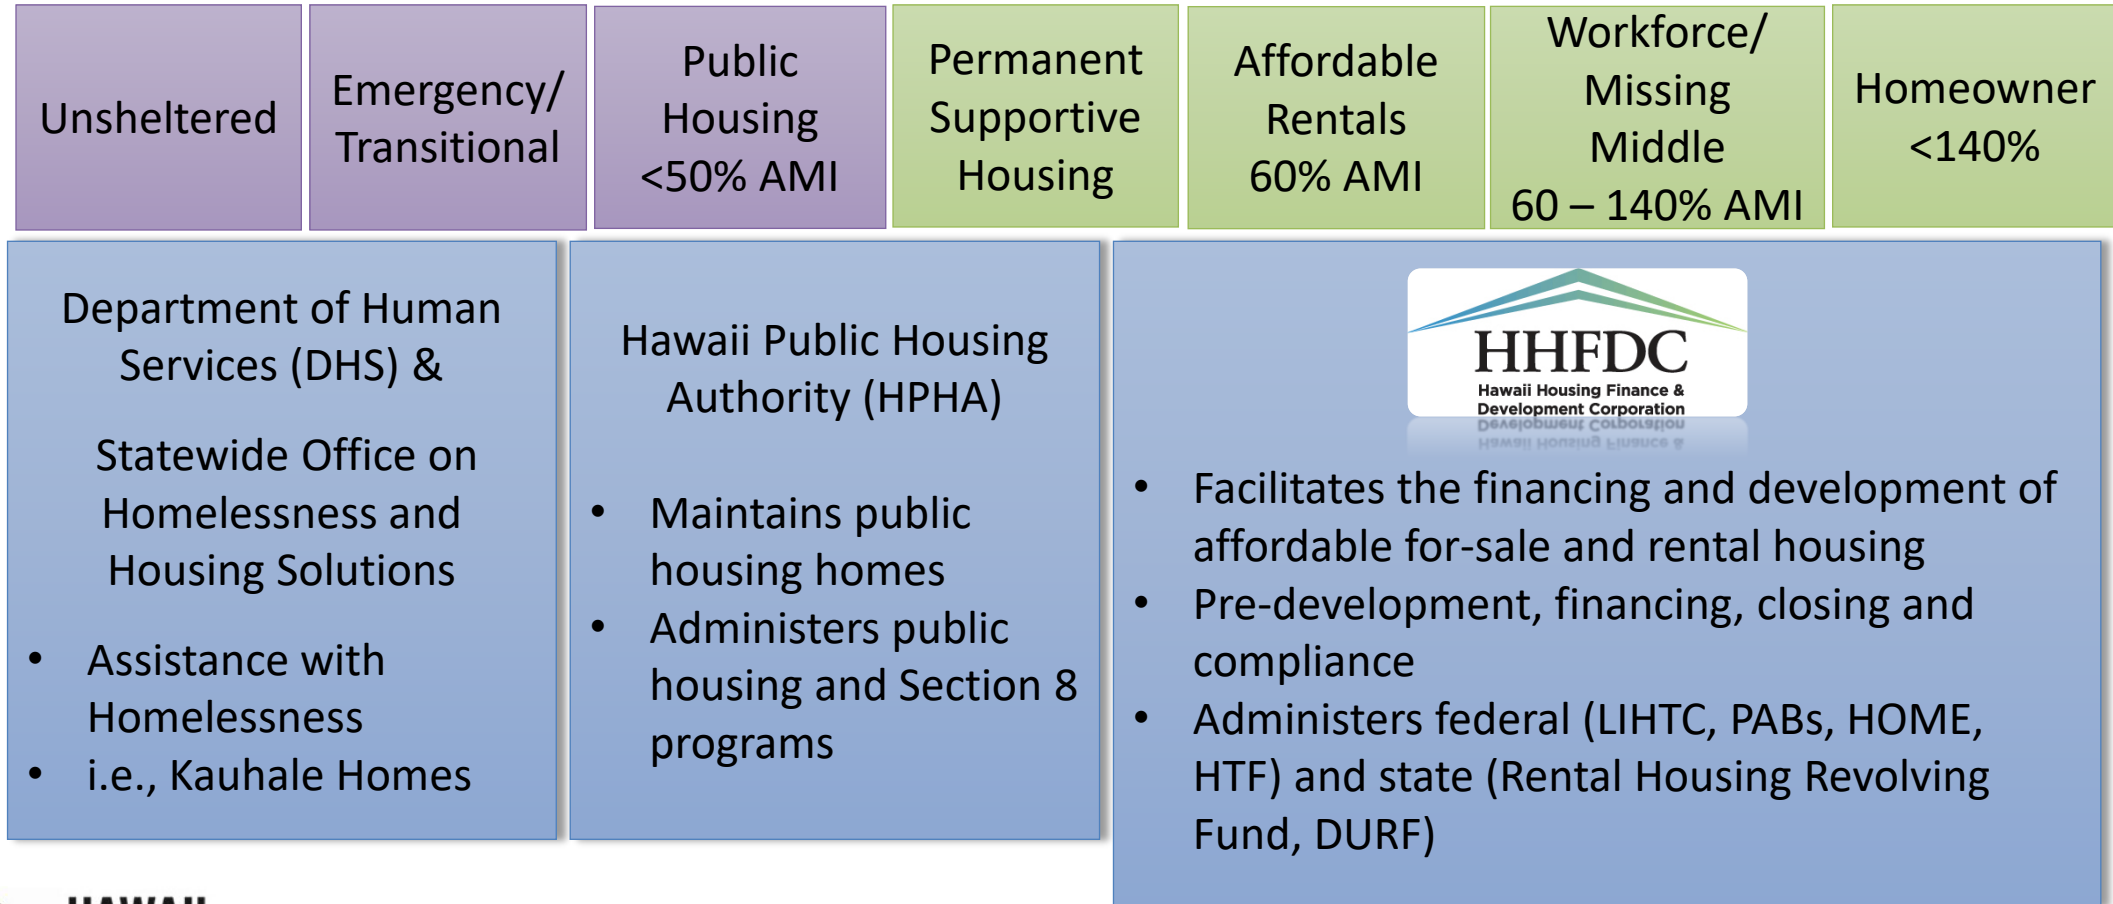 Unsheltered
Emergency/
Transitional
Public
Housing
<50% AMI
Permanent
Supportive
Housing
Affordable
Rentals
60% AMI
Workforce/
Missing
Middle
60 – 140% AMI
Homeowner
<140%
Department of Human
Services (DHS) &
Statewide Office on
Homelessness and
Housing Solutions
• Assistance with
Homelessness
• i.e., Kauhale Homes
Hawaii Public Housing
Authority (HPHA)
• Maintains public
housing homes
• Administers public
housing and Section 8
programs
HHFDC
Hawaii Housing Finance &
Development Corporation
• Facilitates the financing and development of
affordable for-sale and rental housing
• Pre-development, financing, closing and
compliance
• Administers federal (LIHTC, PABs, HOME,
HTF) and state (Rental Housing Revolving
Fund, DURF)
HAWAII